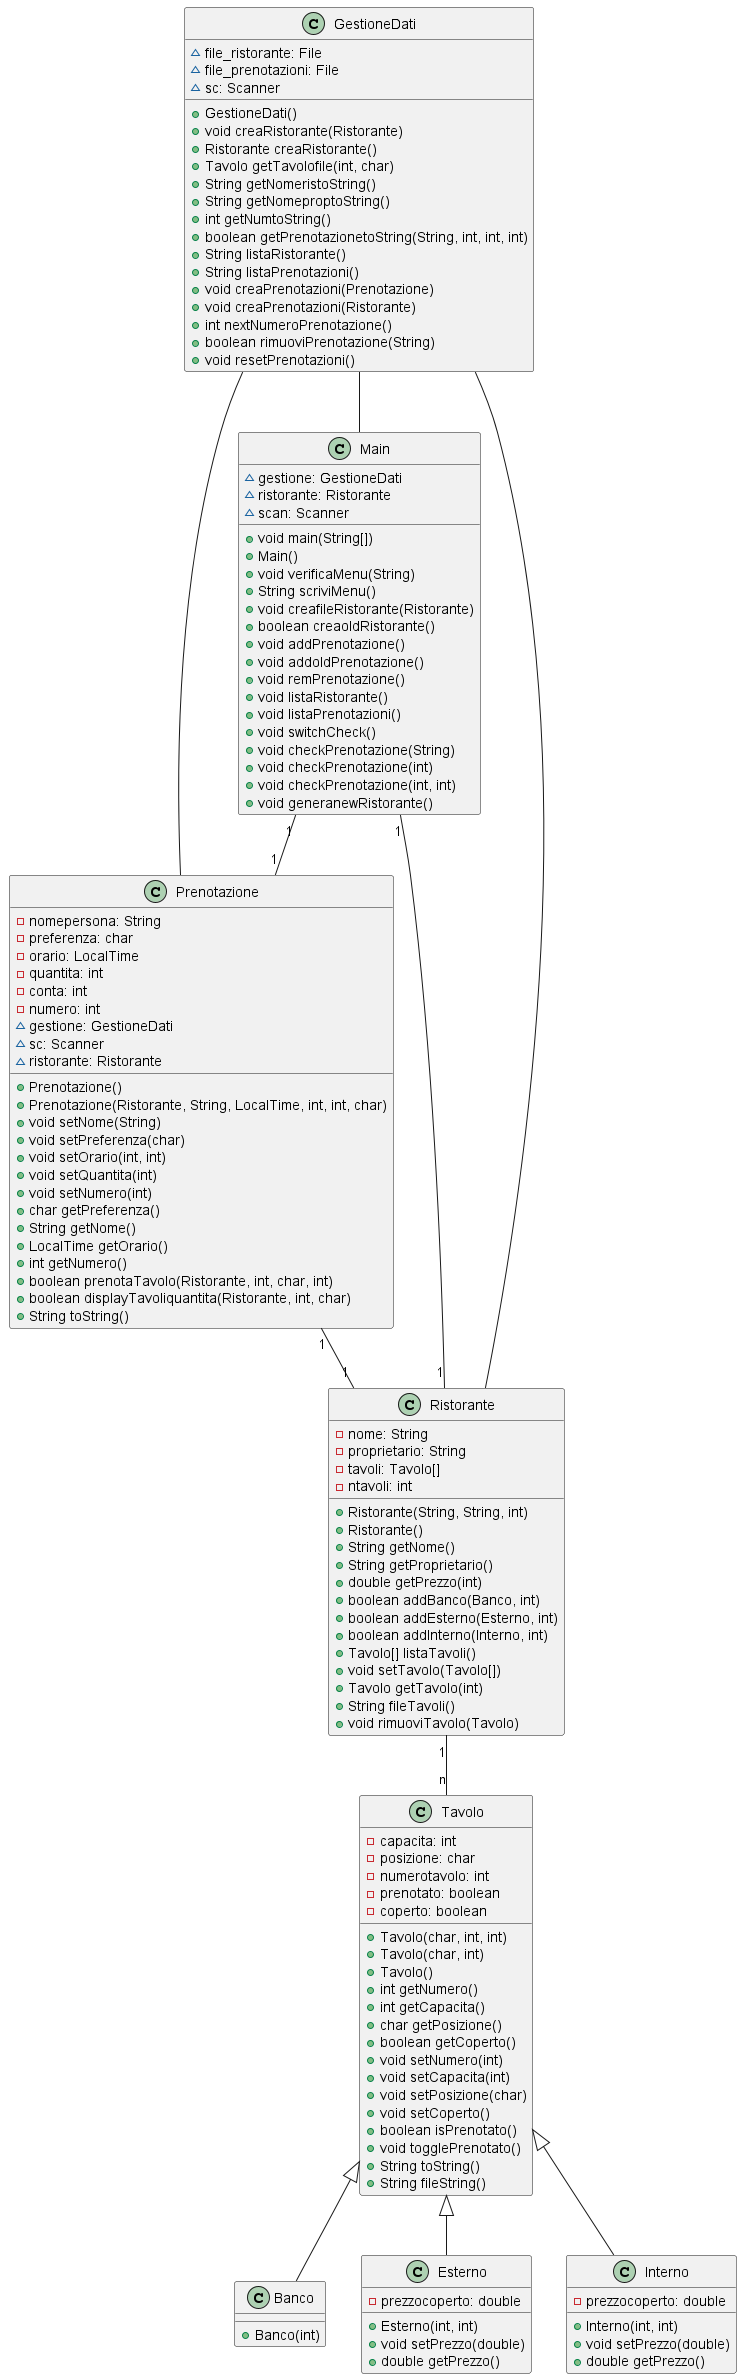 C GestioneDati
file_ristorante: File
file_prenotazioni: File
sc: Scanner
GestioneDati()
void creaRistorante(Ristorante)
Ristorante creaRistorante()
Tavolo getTavolofile(int, char)
String getNomeristoString()
String getNomeproptoString()
int getNumtoString()
boolean getPrenotazionetoString(String, int, int, int)
String listaRistorante()
String listaPrenotazioni()
void creaPrenotazioni(Prenotazione)
void creaPrenotazioni(Ristorante)
int nextNumeroPrenotazione()
boolean rimuoviPrenotazione(String)
void resetPrenotazioni()
C Main
gestione: GestioneDati
ristorante: Ristorante
scan: Scanner
void main(String[])
Main()
void verificaMenu(String)
String scriviMenu()
void creafileRistorante(Ristorante)
boolean creaoldRistorante()
void addPrenotazione()
void addoldPrenotazione()
void remPrenotazione()
void listaRistorante()
void listaPrenotazioni()
void switchCheck()
void checkPrenotazione(String)
void checkPrenotazione(int)
void checkPrenotazione(int, int)
void generanewRistorante()
1 1
1
C Prenotazione
nomepersona: String
preferenza: char
orario: LocalTime
quantita: int
conta: int
numero: int
gestione: GestioneDati
sc: Scanner
ristorante: Ristorante
Prenotazione()
Prenotazione(Ristorante, String, LocalTime, int, int, char)
void setNome(String)
void setPreferenza(char)
void setOrario(int, int)
void setQuantita(int)
void setNumero(int)
char getPreferenza()
String getNome()
LocalTime getOrario()
int getNumero()
boolean prenotaTavolo(Ristorante, int, char, int)
boolean displayTavoliquantita(Ristorante, int, char)
String toString()
1
1 1
C Ristorante
nome: String
proprietario: String
tavoli: Tavolo[]
ntavoli: int
Ristorante(String, String, int)
Ristorante()
String getNome()
String getProprietario()
double getPrezzo(int)
boolean addBanco(Banco, int)
boolean addEsterno(Esterno, int)
boolean addInterno(Interno, int)
Tavolo[] listaTavoli()
void setTavolo(Tavolo[])
Tavolo getTavolo(int)
String fileTavoli()
void rimuoviTavolo(Tavolo)
1
n
C Tavolo
capacita: int
posizione: char
numerotavolo: int
prenotato: boolean
coperto: boolean
Tavolo(char, int, int)
Tavolo(char, int)
Tavolo()
int getNumero()
int getCapacita()
char getPosizione()
boolean getCoperto()
void setNumero(int)
void setCapacita(int)
void setPosizione(char)
void setCoperto()
boolean isPrenotato()
void togglePrenotato()
String toString()
String fileString()
C Banco
Banco(int)
C Esterno
prezzocoperto: double
Esterno(int, int)
void setPrezzo(double)
double getPrezzo()
C Interno
prezzocoperto: double
Interno(int, int)
void setPrezzo(double)
double getPrezzo()